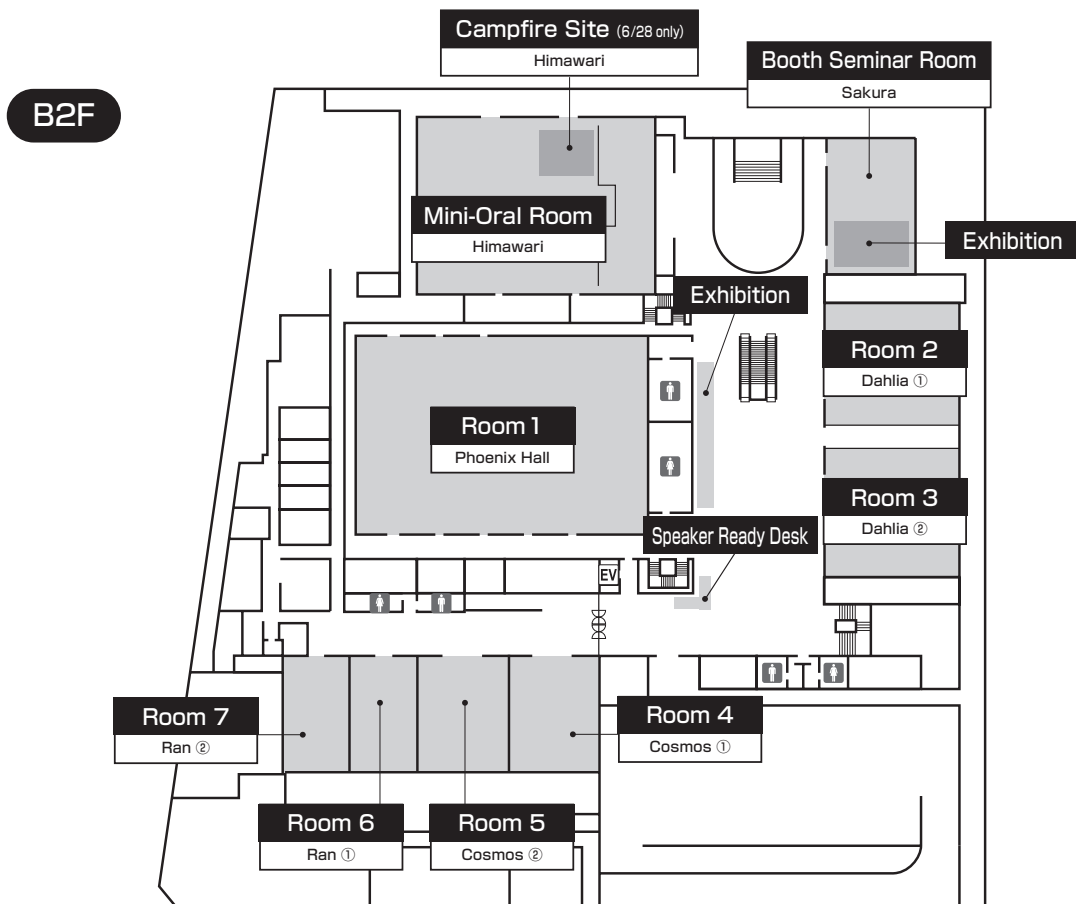 B2F
Campfire Site (6/28 only)
Himawari
Booth Seminar Room
Sakura
Mini-Oral Room
Himawari
Exhibition
Exhibition
Room 2
Dahlia ①
Room 1
Phoenix Hall
Room 3
Dahlia ②
Speaker Ready Desk
EV
Room 7
Ran ②
Room 4
Cosmos ①
Room 6
Ran ①
Room 5
Cosmos ②